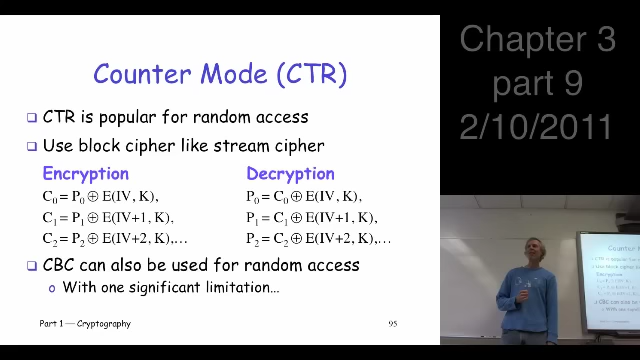 Counter Mode (CTR)
CTR is popular for random access
Use block cipher like stream cipher
Encryption
C₀ = P₀ ⊕ E(IV, K),
C₁ = P₁ ⊕ E(IV+1, K),
C₂ = P₂ ⊕ E(IV+2, K),…
Decryption
P₀ = C₀ ⊕ E(IV, K),
P₁ = C₁ ⊕ E(IV+1, K),
P₂ = C₂ ⊕ E(IV+2, K),…
CBC can also be used for random access
With one significant limitation…
Part 1 — Cryptography
95
Chapter 3
part 9
2/10/2011
Counter Mode